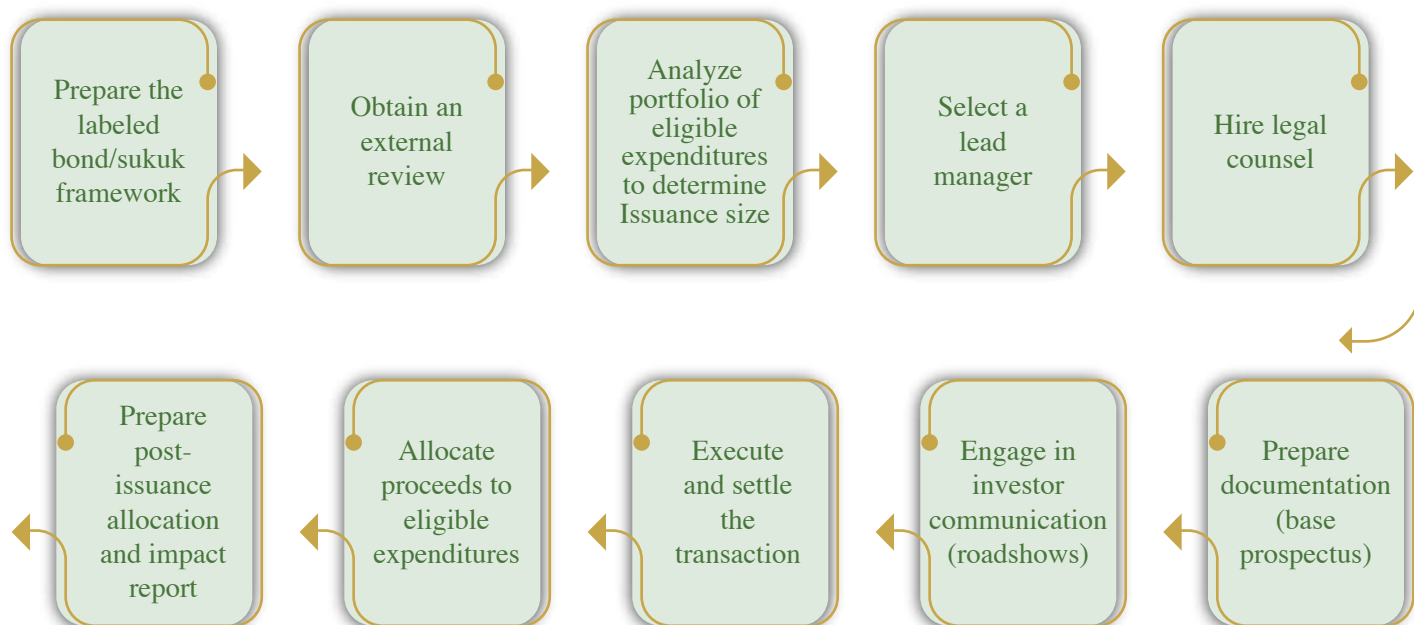 Prepare the
labeled
bond/sukuk
framework
Obtain an
external
review
Analyze
portfolio of
eligible
expenditures
to determine
Issuance size
Select a
lead
manager
Hire legal
counsel
Prepare
documentation
(base
prospectus)
Engage in
investor
communication
(roadshows)
Execute
and settle
the
transaction
Allocate
proceeds to
eligible
expenditures
Prepare
post-
issuance
allocation
and impact
report